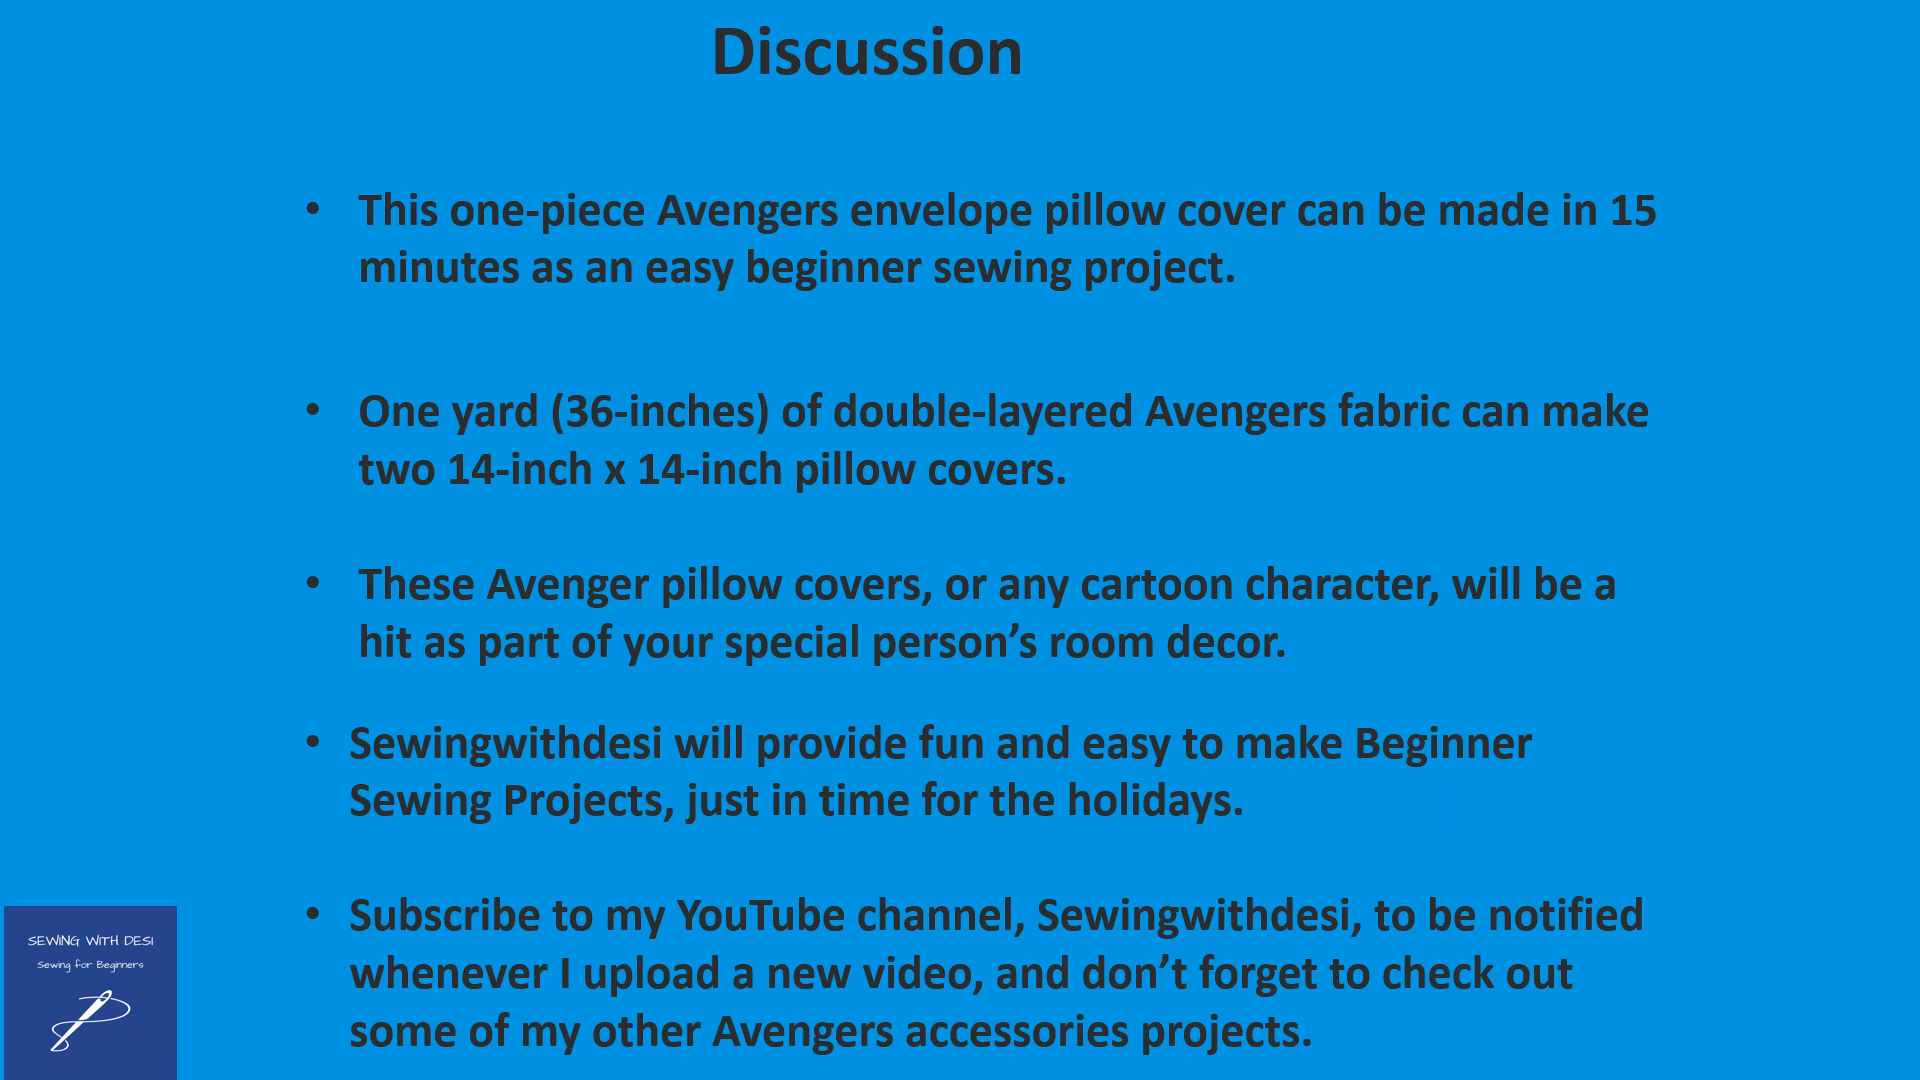 Discussion
• This one-piece Avengers envelope pillow cover can be made in 15
minutes as an easy beginner sewing project.
• One yard (36-inches) of double-layered Avengers fabric can make
two 14-inch x 14-inch pillow covers.
• These Avenger pillow covers, or any cartoon character, will be a
hit as part of your special person’s room decor.
• Sewingwithdesi will provide fun and easy to make Beginner
Sewing Projects, just in time for the holidays.
• Subscribe to my YouTube channel, Sewingwithdesi, to be notified
whenever I upload a new video, and don’t forget to check out
some of my other Avengers accessories projects.
SEWING WITH DESI
Sewing for Beginners